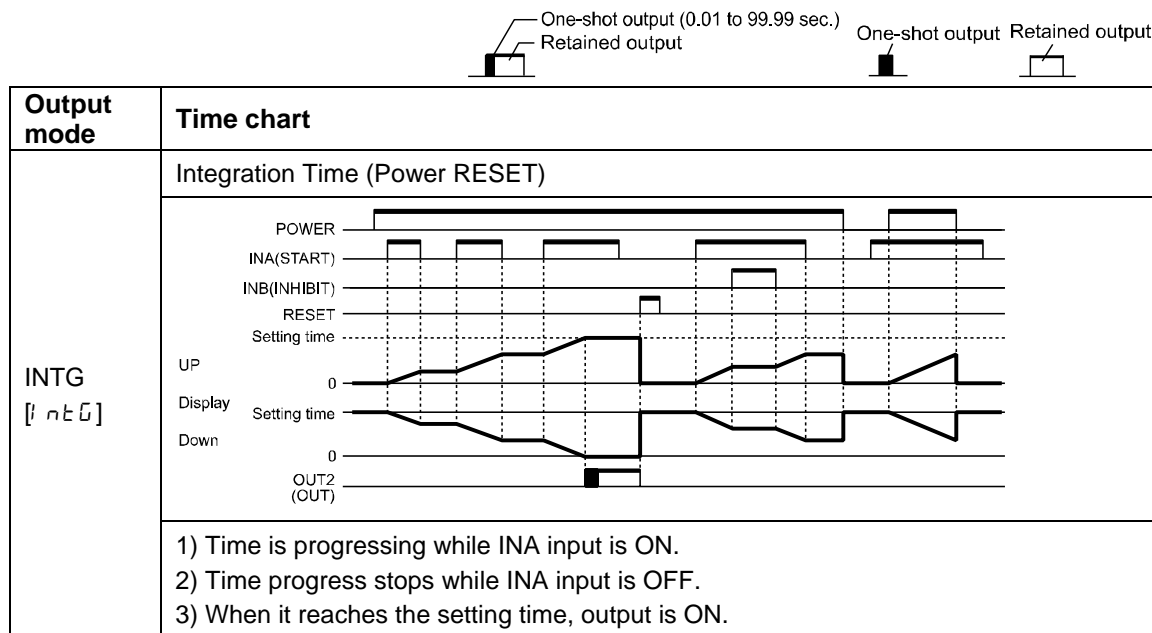 One-shot output (0.01 to 99.99 sec.)
Retained output
One-shot output
Retained output
Output mode
Time chart
INTG
[IntG]
Integration Time (Power RESET)
POWER
INA(START)
INB(INHIBIT)
RESET
Setting time
UP
0
Display
Setting time
Down
0
OUT2
(OUT)
1) Time is progressing while INA input is ON.
2) Time progress stops while INA input is OFF.
3) When it reaches the setting time, output is ON.